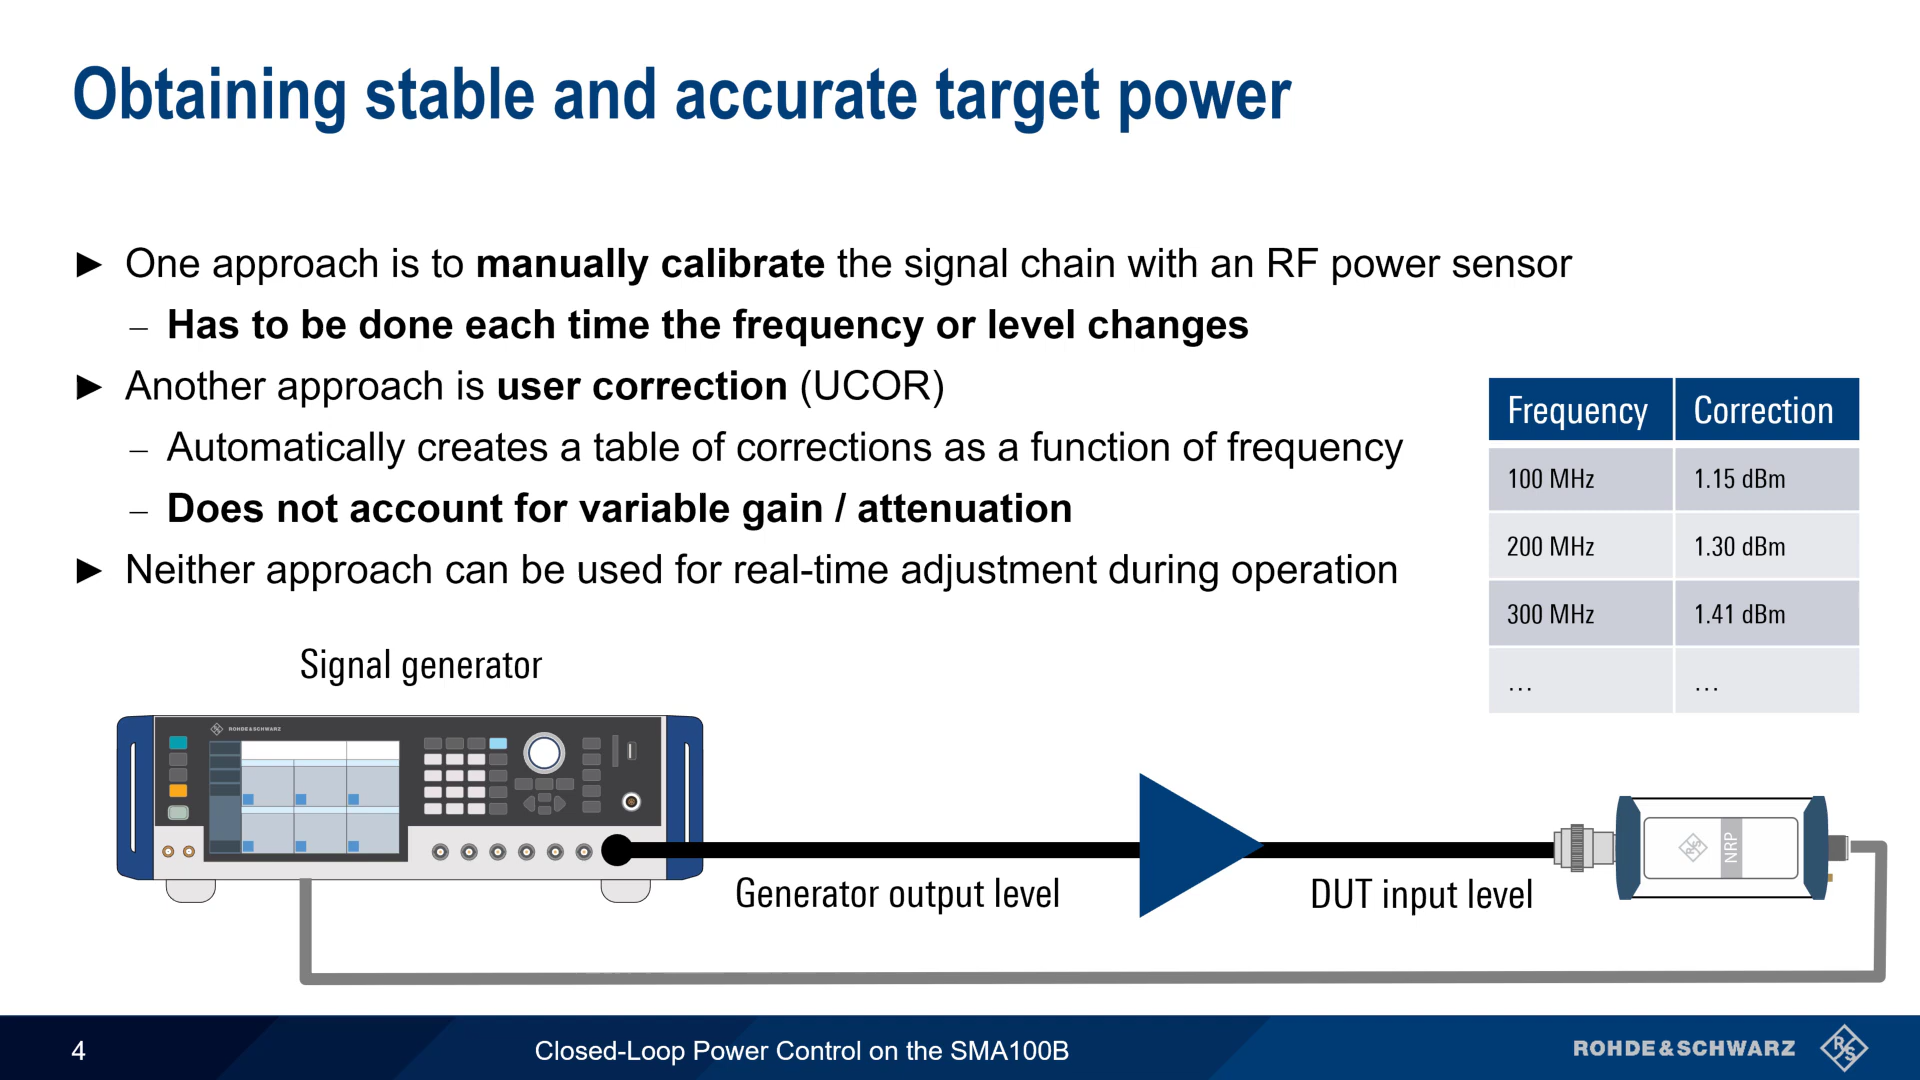 Obtaining stable and accurate target power
► One approach is to manually calibrate the signal chain with an RF power sensor
– Has to be done each time the frequency or level changes
► Another approach is user correction (UCOR)
– Automatically creates a table of corrections as a function of frequency
– Does not account for variable gain / attenuation
► Neither approach can be used for real-time adjustment during operation
Frequency Correction
100 MHz 1.15 dBm
200 MHz 1.30 dBm
300 MHz 1.41 dBm
… …
Signal generator
ROHDE&SCHWARZ
Generator output level
DUT input level
NRP
4
Closed-Loop Power Control on the SMA100B
ROHDE&SCHWARZ